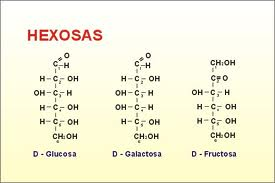 HEXOSAS
O
C – H
H – C – OH
OH – C – H
H – C – OH
H – C – OH
CH₂OH
D - Glucosa
O
C – H
H – C – OH
OH – C – H
OH – C – H
H – C – OH
CH₂OH
D - Galactosa
CH₂OH
C = O
OH – C – H
H – C – OH
H – C – OH
CH₂OH
D - Fructosa